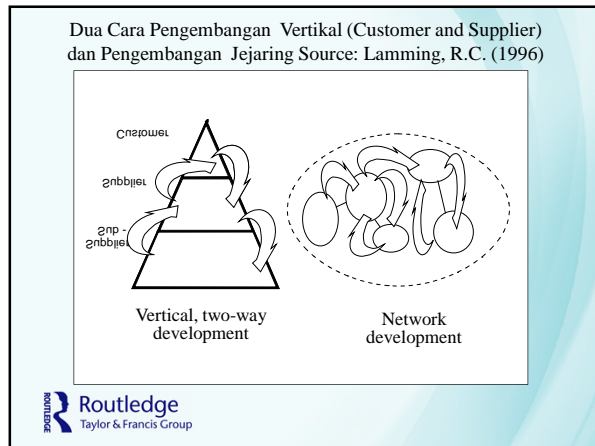 Dua Cara Pengembangan Vertikal (Customer and Supplier)
dan Pengembangan Jejaring Source: Lamming, R.C. (1996)
Customer
Supplier
Sub -
Supplier
Vertical, two-way
development
Network
development
ROUTLEDGE
Routledge
Taylor & Francis Group